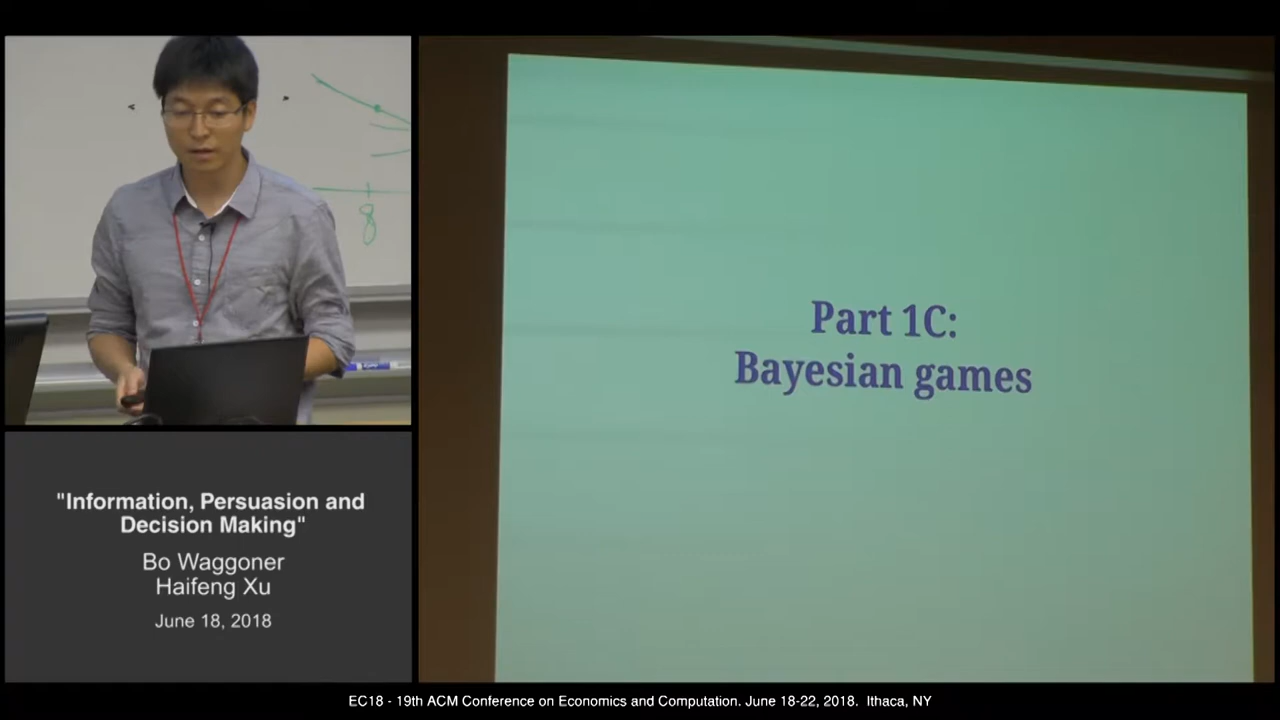 8
Part 1C:
Bayesian games
"Information, Persuasion and
Decision Making"
Bo Waggoner
Haifeng Xu
June 18, 2018
EC18 - 19th ACM Conference on Economics and Computation. June 18-22, 2018. Ithaca, NY